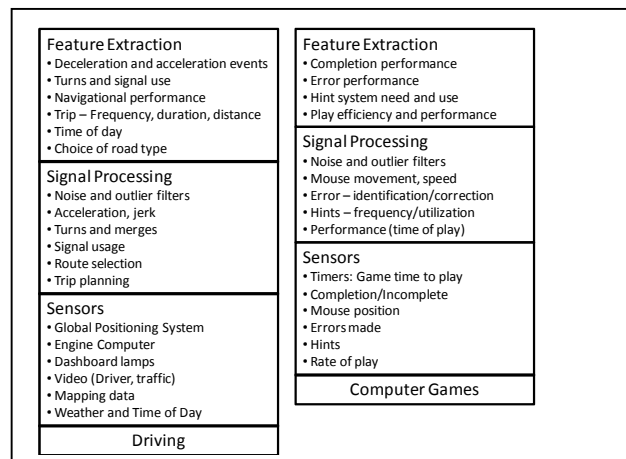 Feature Extraction
• Deceleration and acceleration events
• Turns and signal use
• Navigational performance
• Trip – Frequency, duration, distance
• Time of day
• Choice of road type
Signal Processing
• Noise and outlier filters
• Acceleration, jerk
• Turns and merges
• Signal usage
• Route selection
• Trip planning
Sensors
• Global Positioning System
• Engine Computer
• Dashboard lamps
• Video (Driver, traffic)
• Mapping data
• Weather and Time of Day
Driving
Feature Extraction
• Completion performance
• Error performance
• Hint system need and use
• Play efficiency and performance
Signal Processing
• Noise and outlier filters
• Mouse movement, speed
• Error – identification/correction
• Hints – frequency/utilization
• Performance (time of play)
Sensors
• Timers: Game time to play
• Completion/Incomplete
• Mouse position
• Errors made
• Hints
• Rate of play
Computer Games